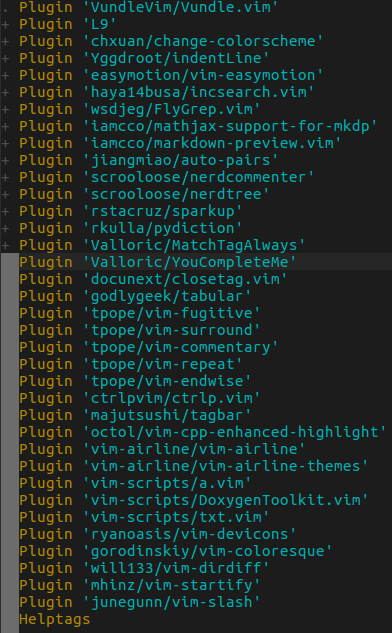 . Plugin 'VundleVim/Vundle.vim'
+ Plugin 'L9'
+ Plugin 'chxuan/change-colorscheme'
+ Plugin 'Yggdroot/indentLine'
+ Plugin 'easymotion/vim-easymotion'
+ Plugin 'haya14busa/incsearch.vim'
+ Plugin 'wsdjeg/FlyGrep.vim'
+ Plugin 'iamcco/mathjax-support-for-mkdp'
+ Plugin 'iamcco/markdown-preview.vim'
+ Plugin 'jiangmiao/auto-pairs'
+ Plugin 'scrooloose/nerdcommenter'
+ Plugin 'scrooloose/nerdtree'
+ Plugin 'rstacruz/sparkup'
+ Plugin 'rkulla/pydiction'
+ Plugin 'Valloric/MatchTagAlways'
Plugin 'Valloric/YouCompleteMe'
Plugin 'docunext/closetag.vim'
Plugin 'godlygeek/tabular'
Plugin 'tpope/vim-fugitive'
Plugin 'tpope/vim-surround'
Plugin 'tpope/vim-commentary'
Plugin 'tpope/vim-repeat'
Plugin 'tpope/vim-endwise'
Plugin 'ctrlpvim/ctrlp.vim'
Plugin 'majutsushi/tagbar'
Plugin 'octol/vim-cpp-enhanced-highlight'
Plugin 'vim-airline/vim-airline'
Plugin 'vim-airline/vim-airline-themes'
Plugin 'vim-scripts/a.vim'
Plugin 'vim-scripts/DoxygenToolkit.vim'
Plugin 'vim-scripts/txt.vim'
Plugin 'ryanoasis/vim-devicons'
Plugin 'gorodinskiy/vim-coloresque'
Plugin 'will133/vim-dirdiff'
Plugin 'mhinz/vim-startify'
Plugin 'junegunn/vim-slash'
Helptags